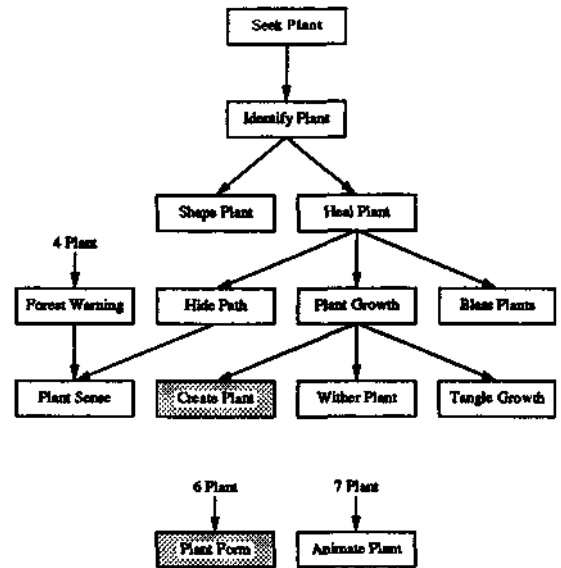 Seek Plant
Identify Plant
Shape Plant
Heal Plant
4 Plant
Forest Warning
Hide Path
Plant Growth
Bless Plants
Plant Sense
Create Plant
Wither Plant
Tangle Growth
6 Plant
7 Plant
Plant Form
Animate Plant